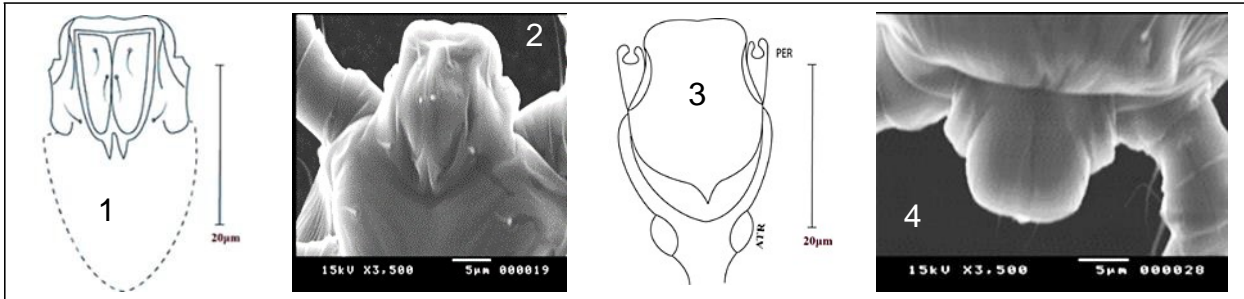 1
20µm
2
15kV X3,500 5µm 000019
3
PER
ATR
20µm
4
15kV X3,500 5µm 000028